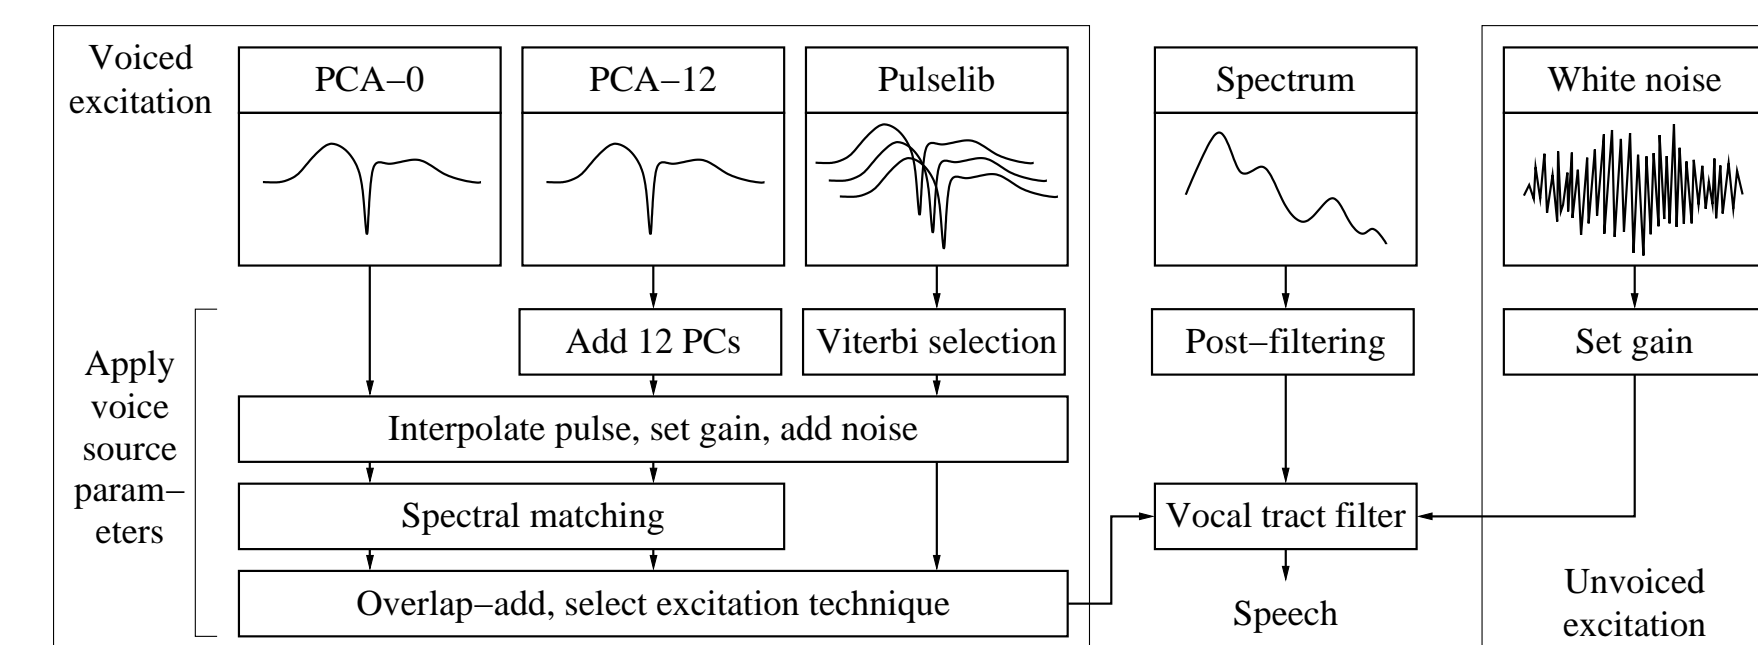 Voiced
excitation
PCA−0
PCA−12
Pulselib
Spectrum
White noise
Add 12 PCs
Viterbi selection
Post−filtering
Set gain
Apply
voice
source
param−
eters
Interpolate pulse, set gain, add noise
Spectral matching
Vocal tract filter
Overlap−add, select excitation technique
Speech
Unvoiced
excitation